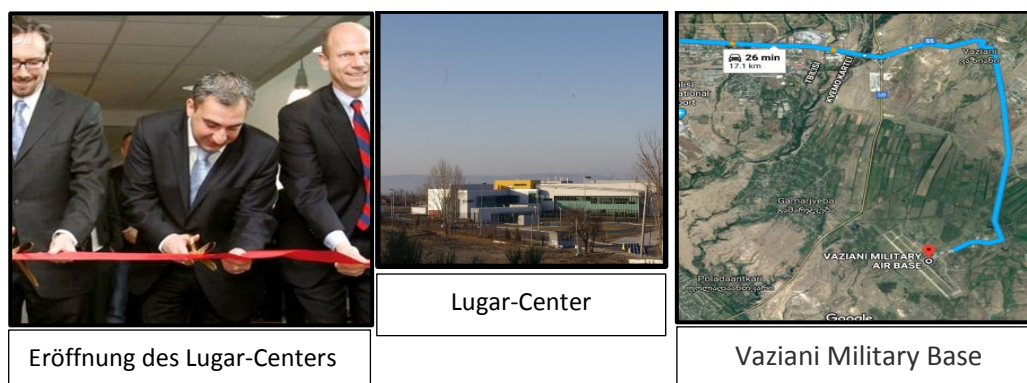 26 min
17.1 km
TBILISI
KVEMO KARTLI
Vaziani
Gamarjveba
გამარჯვება
VAZIANI MILITARY
AIR BASE
Google
Lugar-Center
Eröffnung des Lugar-Centers
Vaziani Military Base